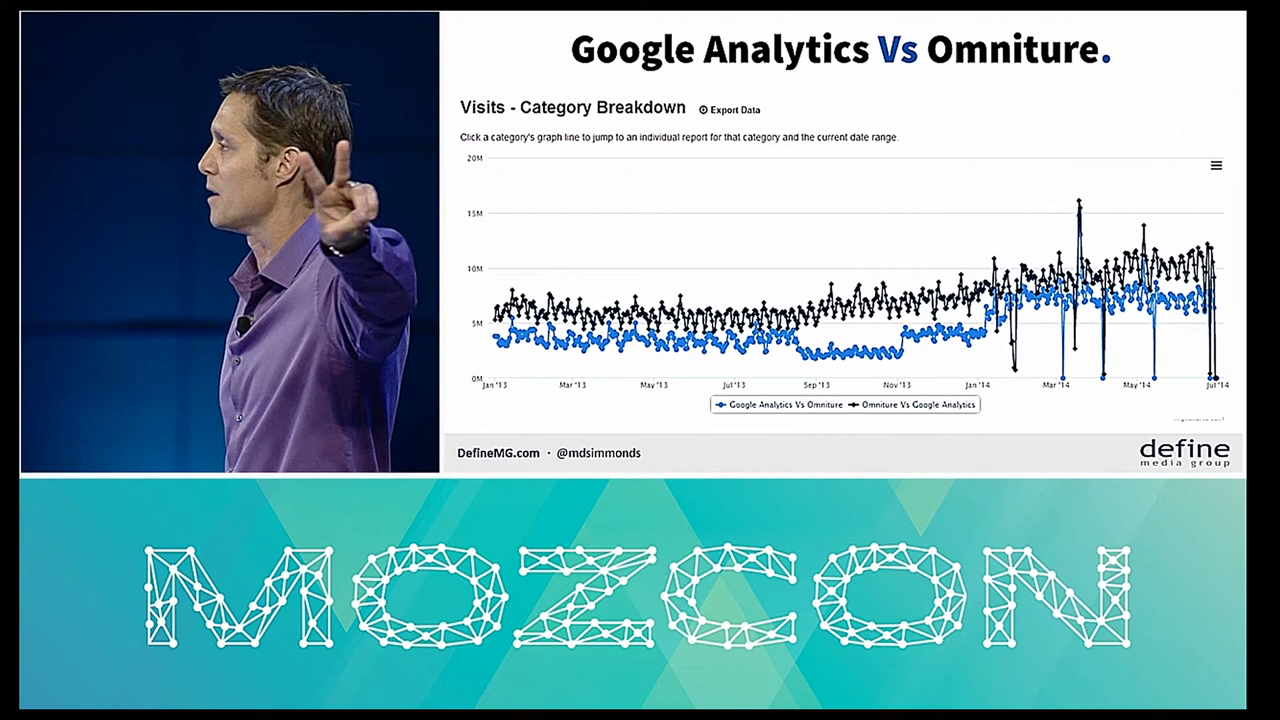 Google Analytics Vs Omniture.
Visits - Category Breakdown Export Data
Click a category's graph line to jump to an individual report for that category and the current date range.
20M
15M
10M
5M
0M
Jan '13 Mar '13 May '13 Jul '13 Sep '13 Nov '13 Jan '14 Mar '14 May '14 Jul '14
Google Analytics Vs Omniture Omniture Vs Google Analytics
DefineMG.com · @mdsimmonds
define
media group
MOZCON